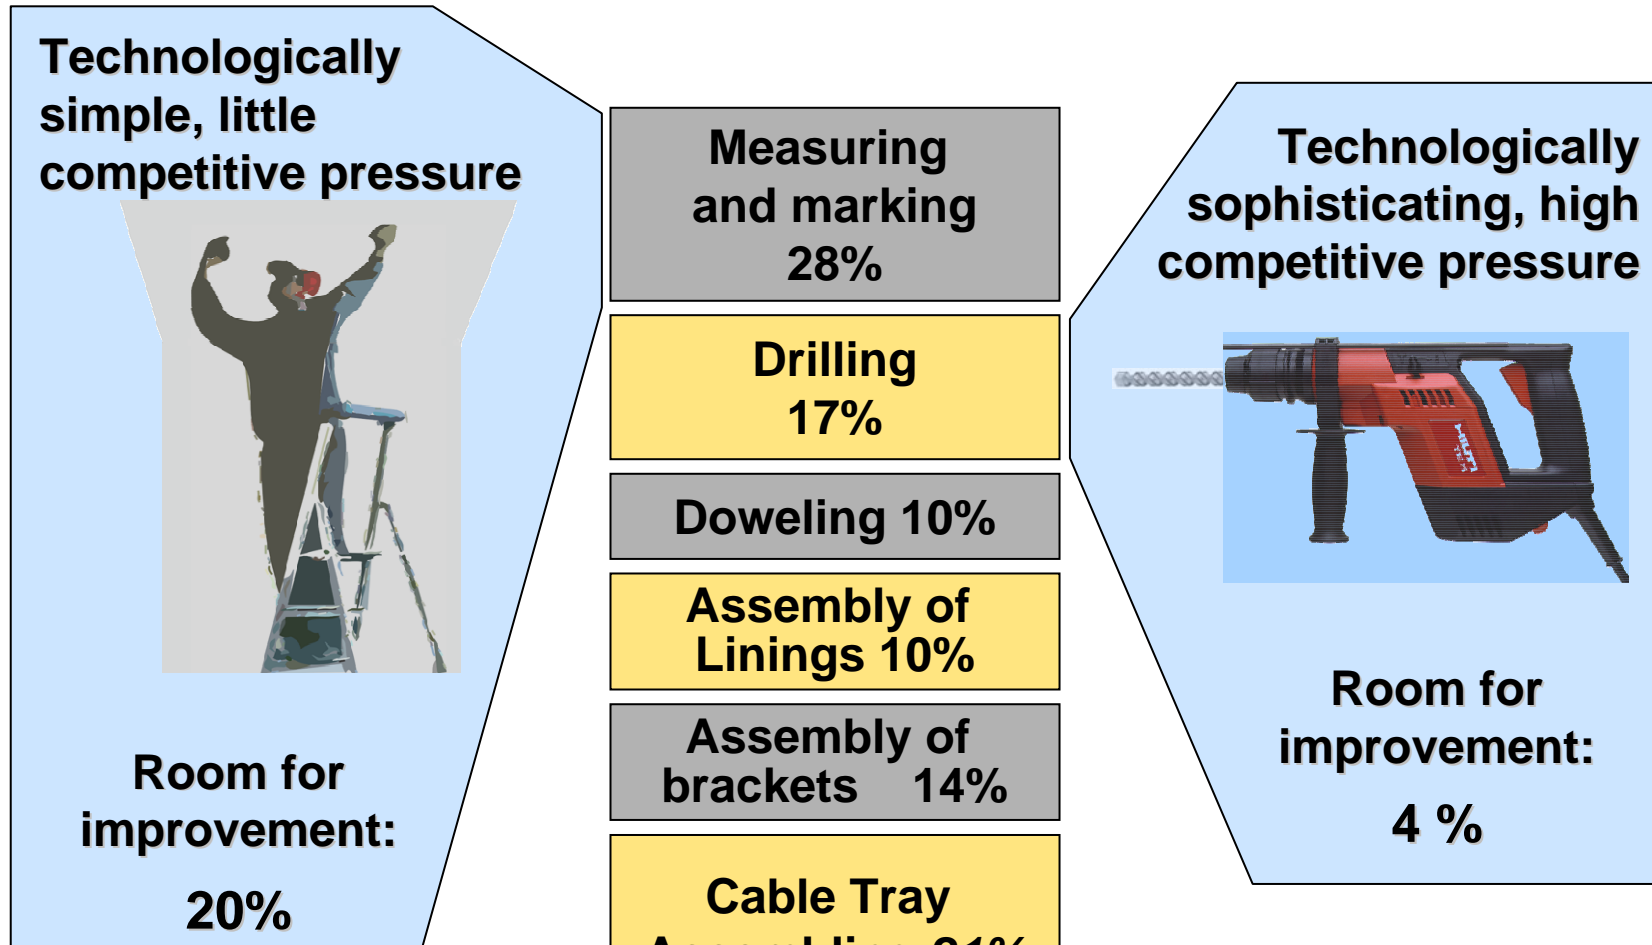 Technologically
simple, little
competitive pressure
Room for
improvement:
20%
Measuring
and marking
28%
Drilling
17%
Doweling 10%
Assembly of
Linings 10%
Assembly of
brackets 14%
Cable Tray
Technologically
sophisticating, high
competitive pressure
HILTI
Room for
improvement:
4 %